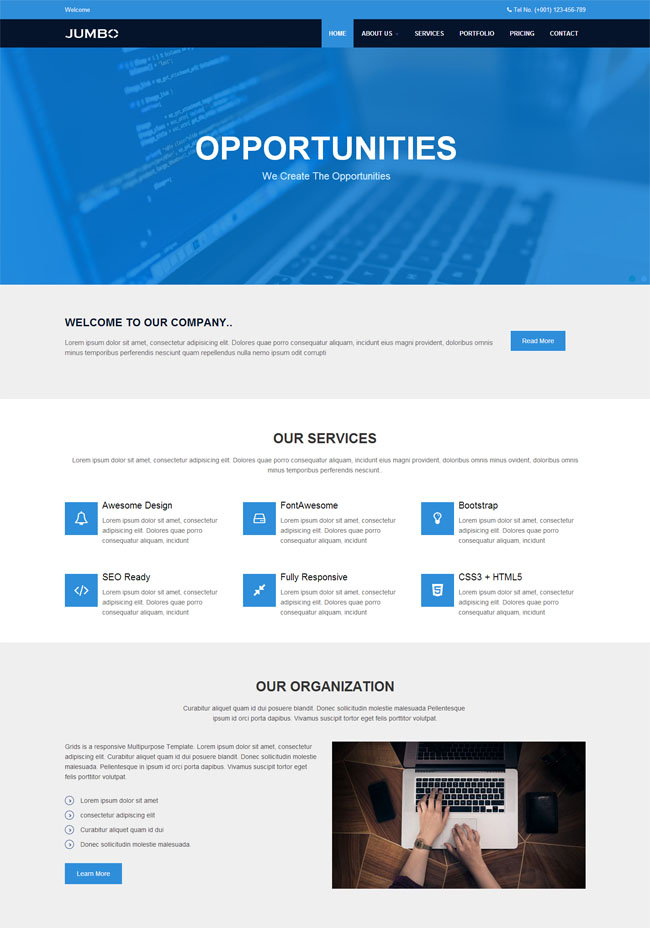 Welcome
Tel No. (+001) 123-456-789
JUMBO
HOME
ABOUT US
SERVICES
PORTFOLIO
PRICING
CONTACT
OPPORTUNITIES
We Create The Opportunities
WELCOME TO OUR COMPANY..
Lorem ipsum dolor sit amet, consectetur adipisicing elit. Dolores quae porro consequatur aliquam, incidunt eius magni provident, doloribus omnis
minus temporibus perferendis nesciunt quam repellendus nulla nemo ipsum odit corrupti
Read More
OUR SERVICES
Lorem ipsum dolor sit amet, consectetur adipisicing elit. Dolores quae porro consequatur aliquam, incidunt eius magni provident, doloribus omnis minus ovident, doloribus omnis
minus temporibus perferendis nesciunt.
Awesome Design
Lorem ipsum dolor sit amet, consectetur
adipisicing elit. Dolores quae porro
consequatur aliquam, incidunt
FontAwesome
Lorem ipsum dolor sit amet, consectetur
adipisicing elit. Dolores quae porro
consequatur aliquam, incidunt
Bootstrap
Lorem ipsum dolor sit amet, consectetur
adipisicing elit. Dolores quae porro
consequatur aliquam, incidunt
SEO Ready
Lorem ipsum dolor sit amet, consectetur
adipisicing elit. Dolores quae porro
consequatur aliquam, incidunt
Fully Responsive
Lorem ipsum dolor sit amet, consectetur
adipisicing elit. Dolores quae porro
consequatur aliquam, incidunt
CSS3 + HTML5
Lorem ipsum dolor sit amet, consectetur
adipisicing elit. Dolores quae porro
consequatur aliquam, incidunt
OUR ORGANIZATION
Curabitur aliquet quam id dui posuere blandit. Donec sollicitudin molestie malesuada Pellentesque
ipsum id orci porta dapibus. Vivamus suscipit tortor eget felis porttitor volutpat.
Grids is a responsive Multipurpose Template. Lorem ipsum dolor sit amet, consectetur
adipiscing elit. Curabitur aliquet quam id dui posuere blandit. Donec sollicitudin molestie
malesuada. Pellentesque in ipsum id orci porta dapibus. Vivamus suscipit tortor eget
felis porttitor volutpat.
Lorem ipsum dolor sit amet
consectetur adipiscing elit
Curabitur aliquet quam id dui
Donec sollicitudin molestie malesuada.
Learn More